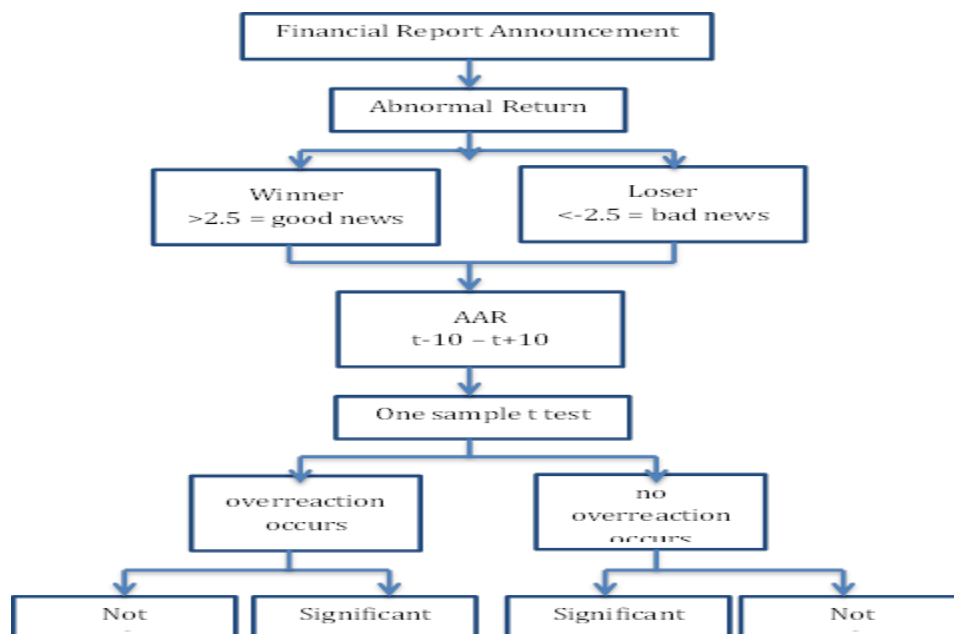 Financial Report Announcement
Abnormal Return
Winner
>2.5 = good news
Loser
<-2.5 = bad news
AAR
t-10 – t+10
One sample t test
overreaction
occurs
no
overreaction
occurs
Not
Significant
Significant
Not